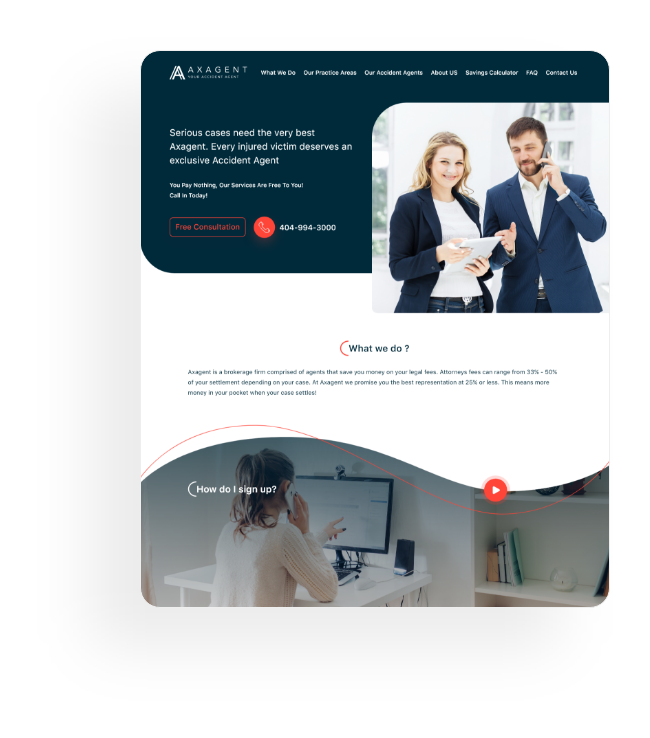 AXAGENT
YOUR ACCIDENT AGENT
What We Do Our Practice Areas Our Accident Agents About US Savings Calculator FAQ Contact Us
Serious cases need the very best
Axagent. Every injured victim deserves an
exclusive Accident Agent
You Pay Nothing, Our Services Are Free To You!
Call In Today!
Free Consultation
404-994-3000
What we do ?
Axagent is a brokerage firm comprised of agents that save you money on your legal fees. Attorneys fees can range from 33% - 50%
of your settlement depending on your case. At Axagent we promise you the best representation at 25% or less. This means more
money in your pocket when your case settles!
How do I sign up?